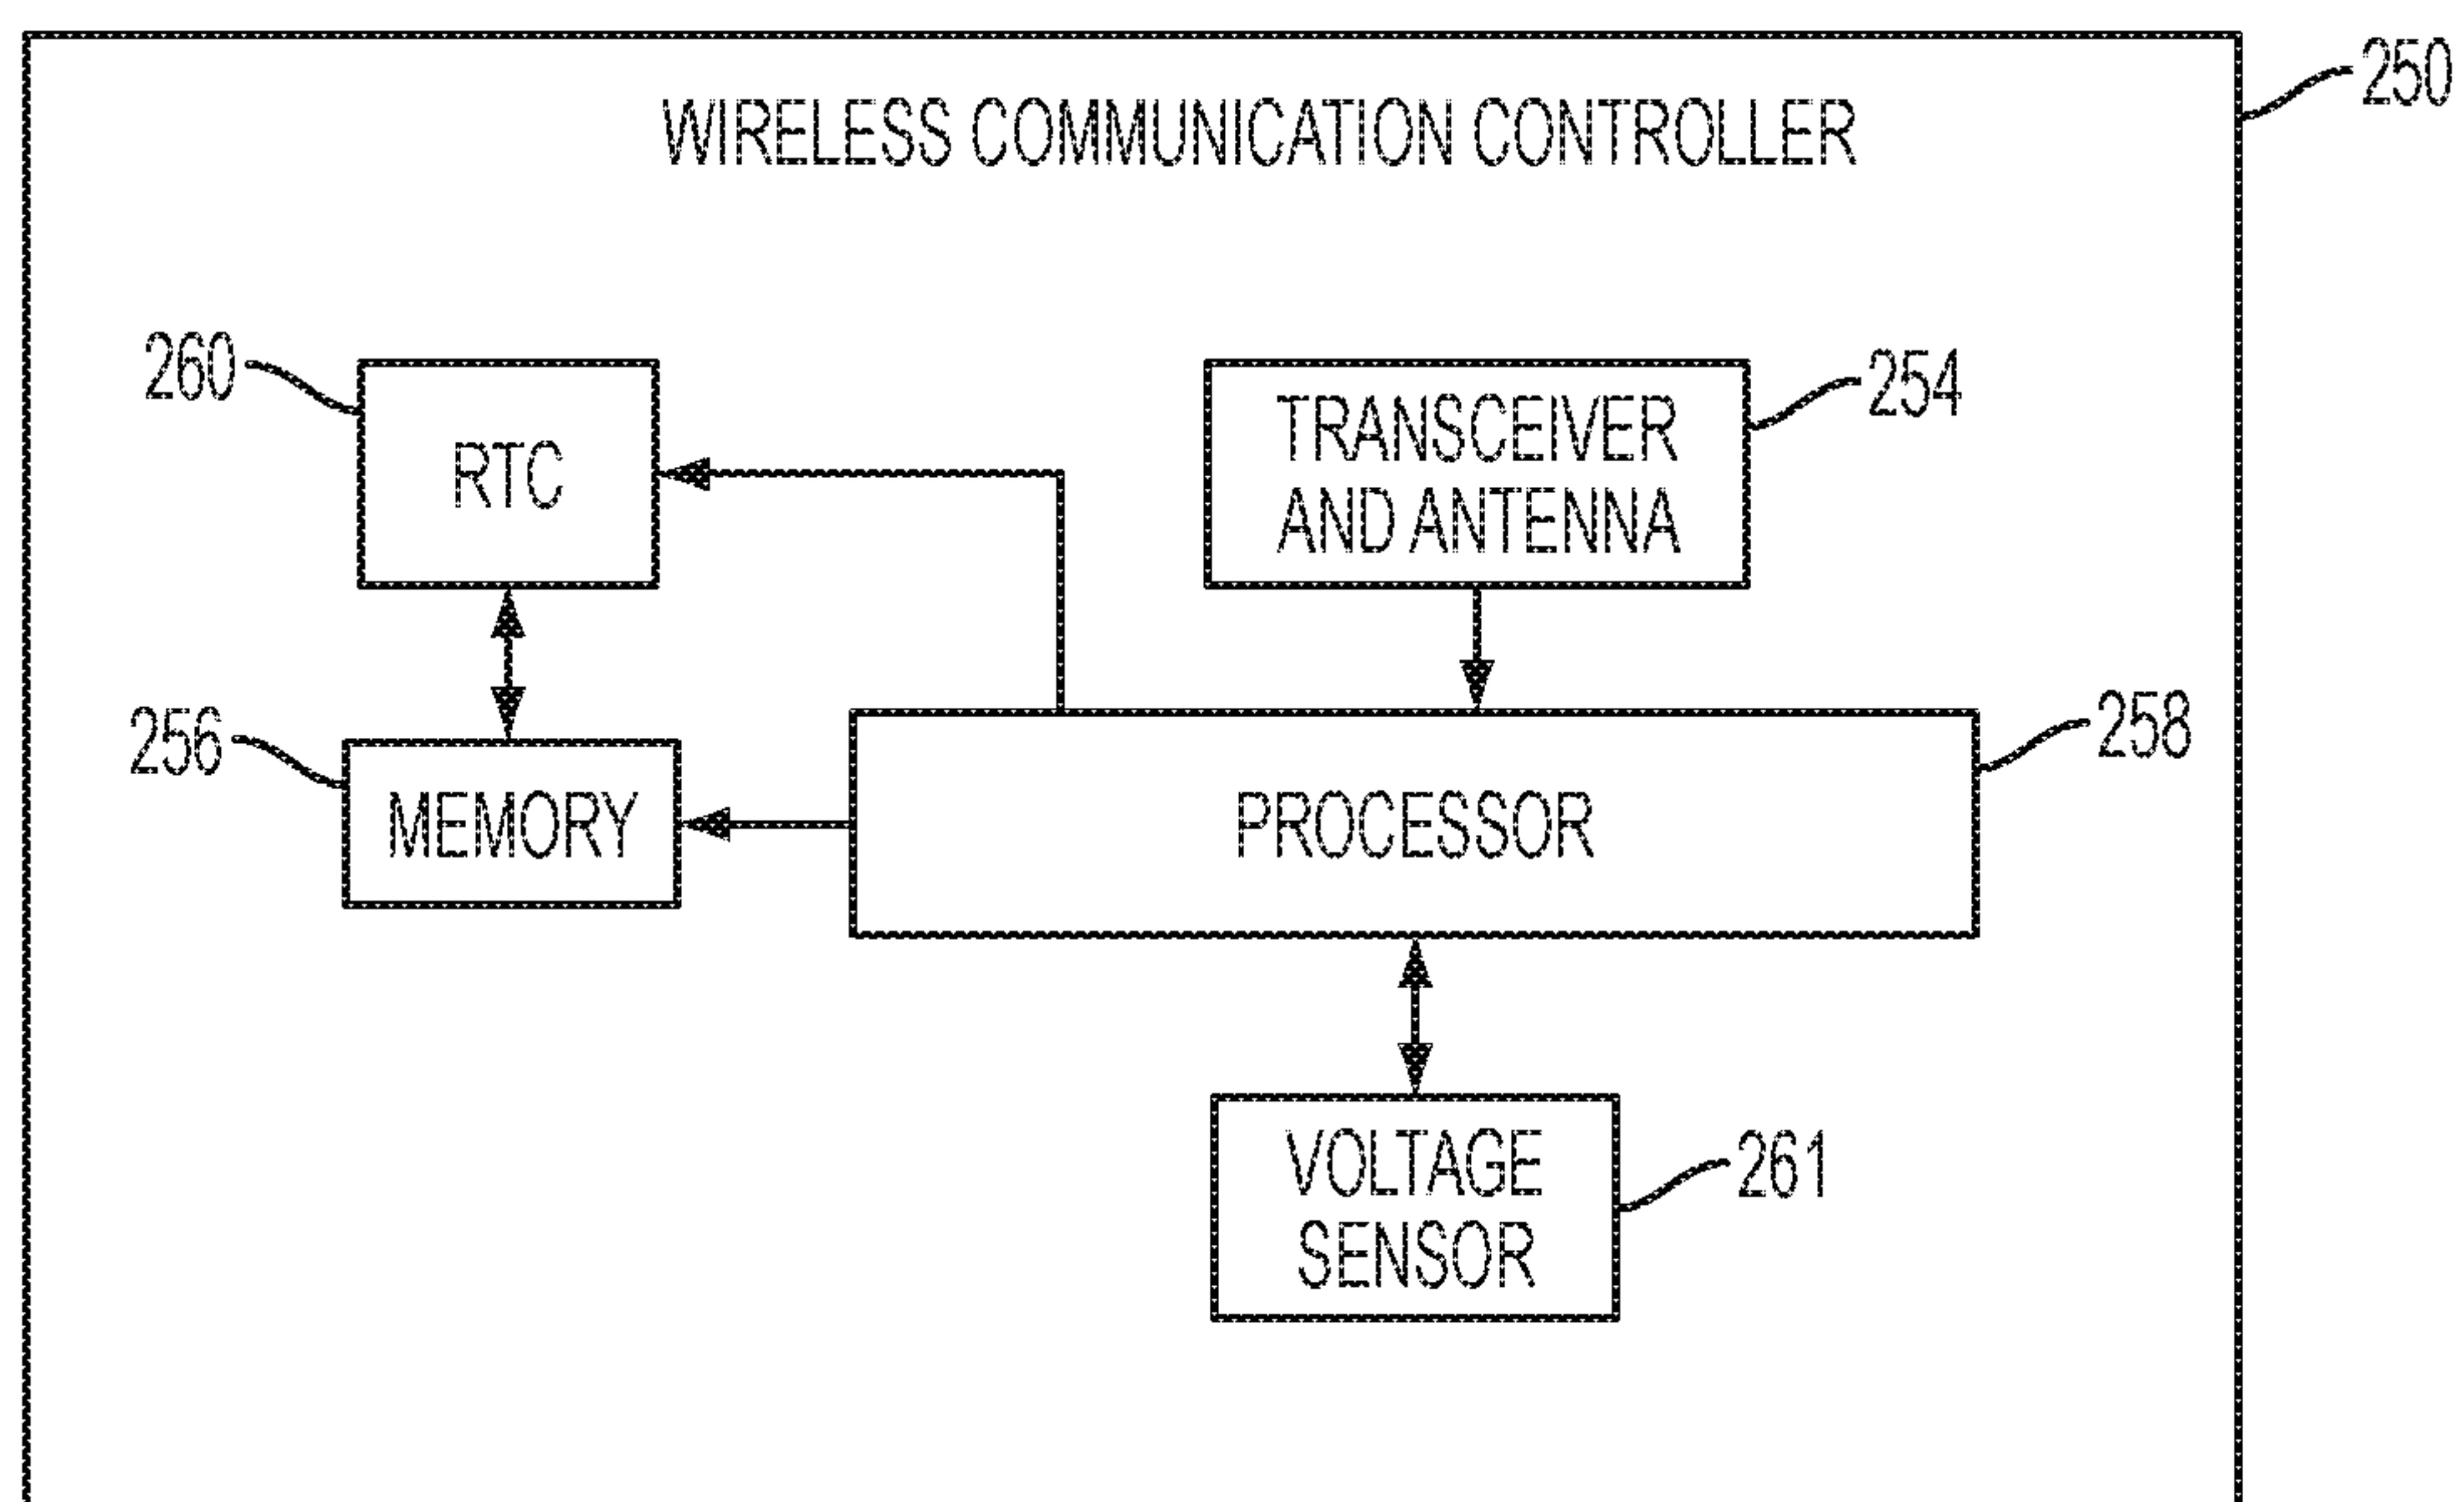 250
WIRELESS COMMUNICATION CONTROLLER
260
RTC
TRANSCEIVER
AND ANTENNA
254
256
MEMORY
PROCESSOR
258
VOLTAGE
SENSOR
261